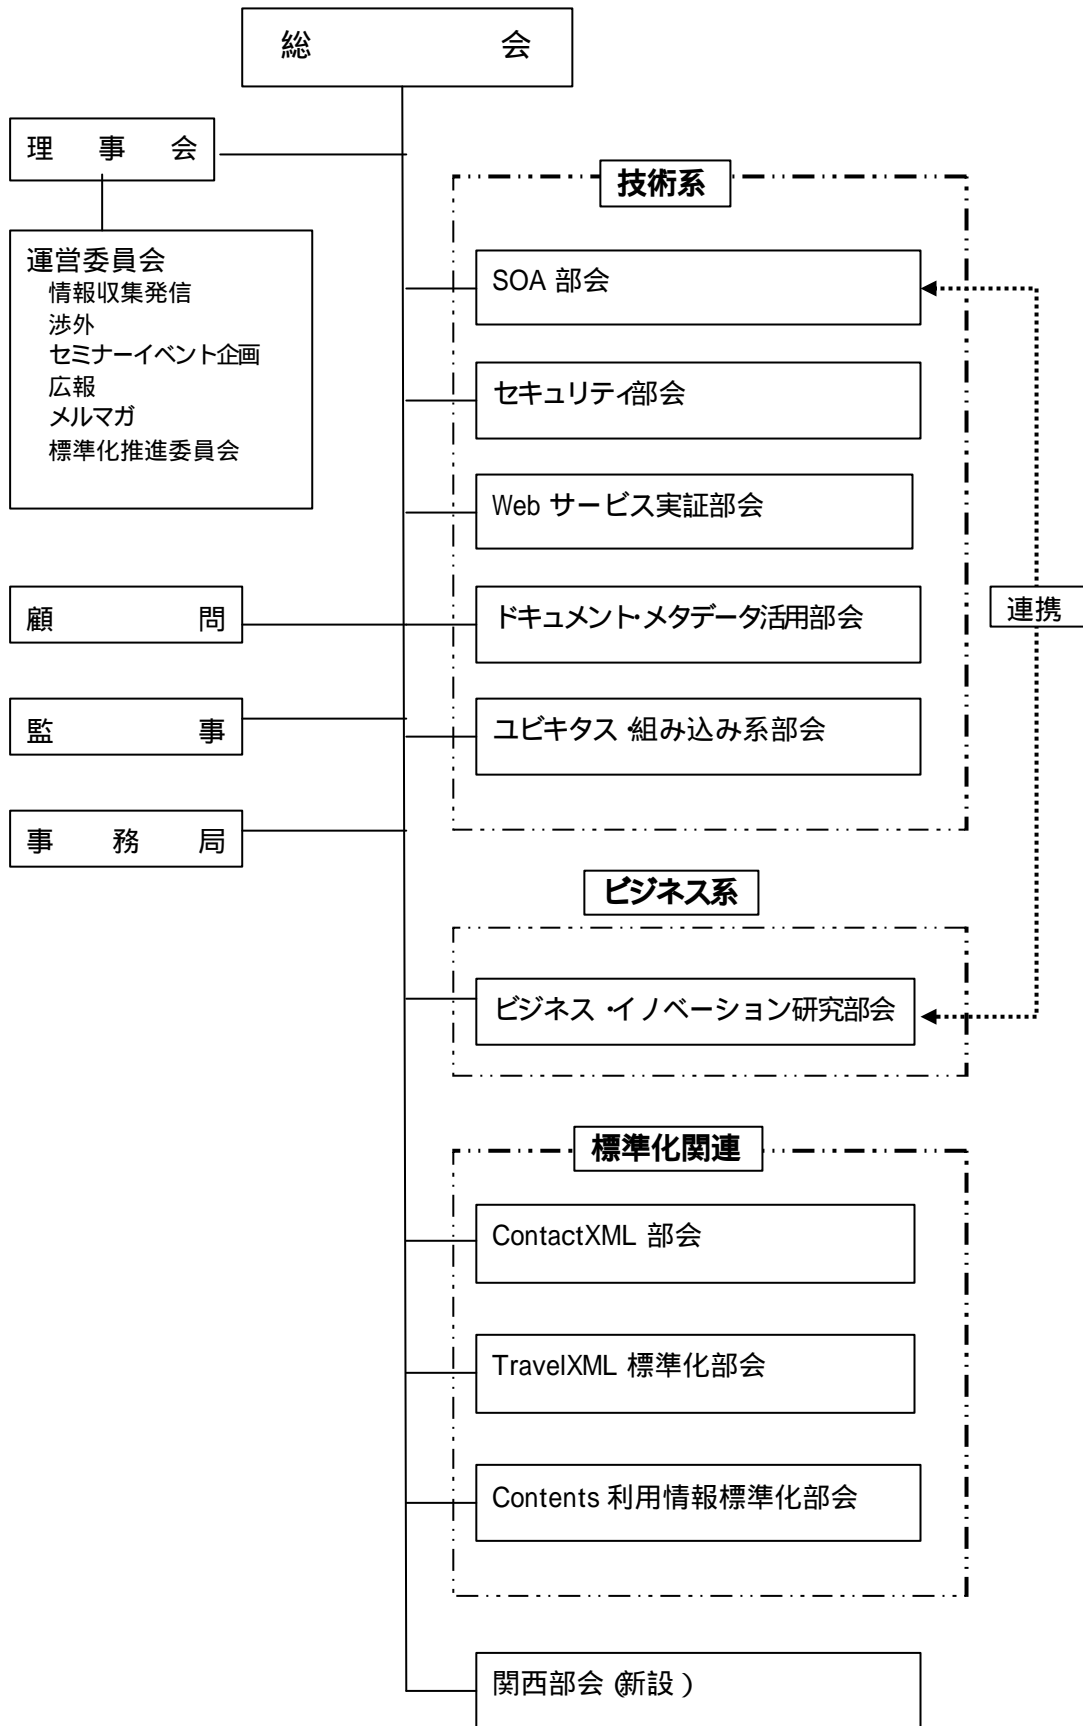 総会
理事会
運営委員会
情報収集発信
渉外
セミナーイベント企画
広報
メルマガ
標準化推進委員会
顧問
監事
事務局
技術系
SOA 部会
セキュリティ部会
Web サービス実証部会
ドキュメント・メタデータ活用部会
ユビキタス・組み込み系部会
連携
ビジネス系
ビジネス・イノベーション研究部会
標準化関連
ContactXML 部会
TravelXML 標準化部会
Contents 利用情報標準化部会
関西部会(新設)